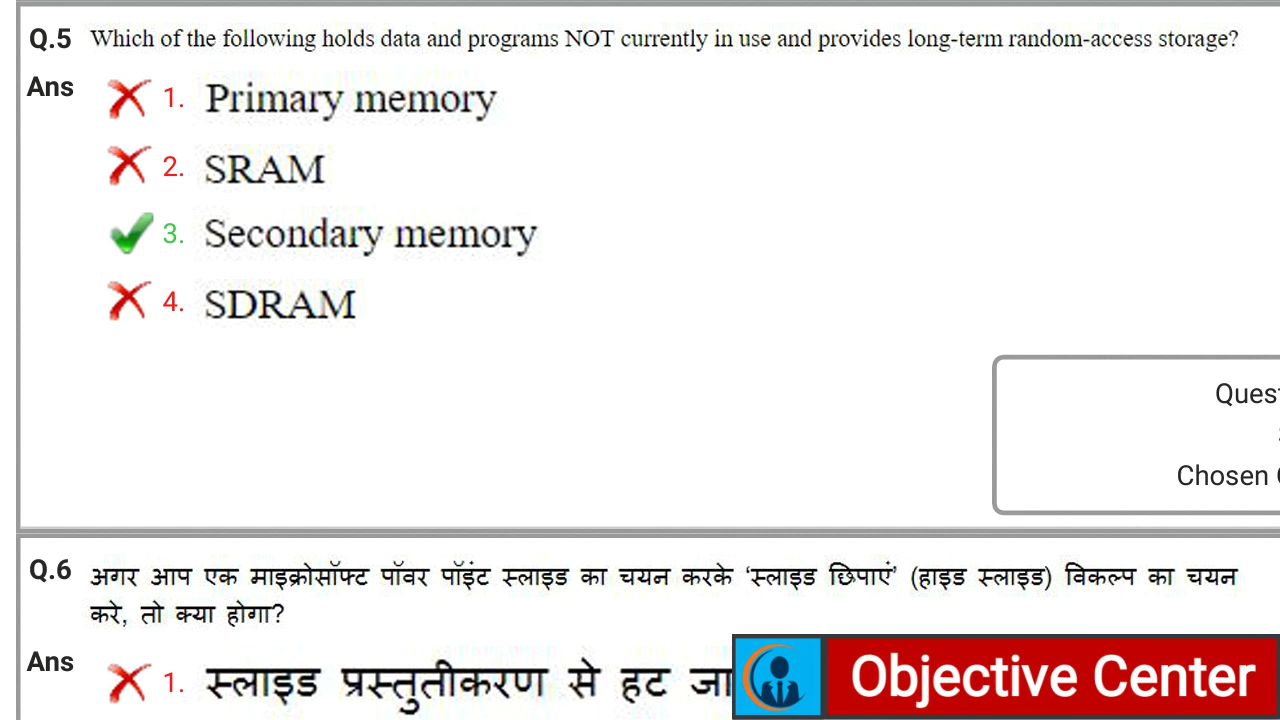 Q.5 Which of the following holds data and programs NOT currently in use and provides long-term random-access storage?
Ans
1. Primary memory
2. SRAM
3. Secondary memory
4. SDRAM
Chosen
Q.6 अगर आप एक माइक्रोसॉफ्ट पॉवर पॉइंट स्लाइड का चयन करके ‘स्लाइड छिपाएं’ (हाइड स्लाइड) विकल्प का चयन
करे, तो क्या होगा?
Ans
1. स्लाइड प्रस्तुतीकरण से हट
Objective Center